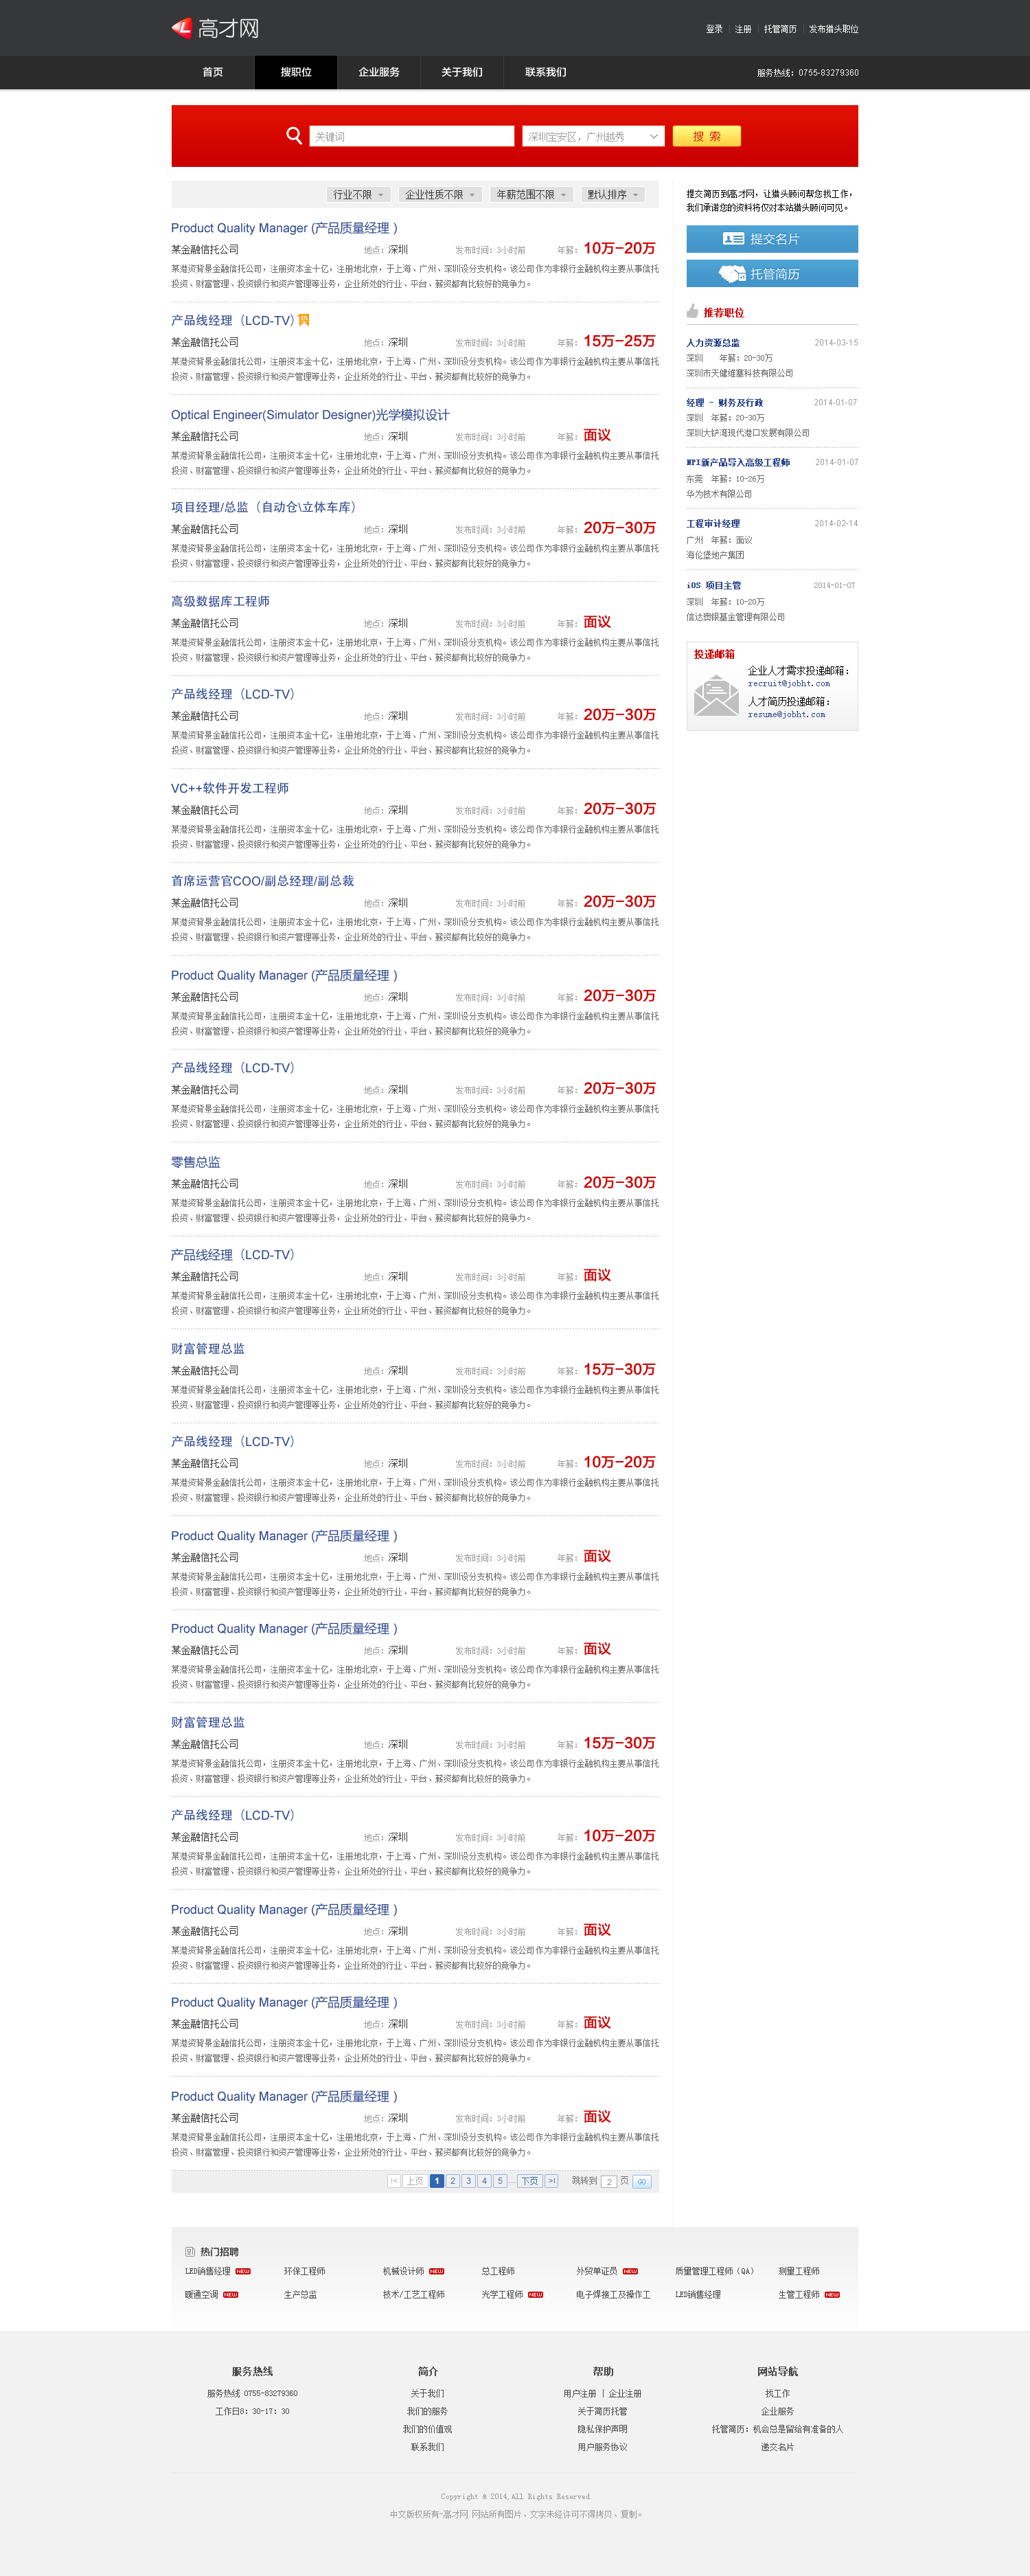 高才网
登录 注册 托管简历 发布猎头职位
首页 搜职位 企业服务 关于我们 联系我们 服务热线：0755-83279360
关键词 深圳宝安区，广州越秀 搜 索
行业不限 企业性质不限 年薪范围不限 默认排序
Product Quality Manager (产品质量经理 )
某金融信托公司 地点：深圳 发布时间：3小时前 年薪：10万-20万
某港资背景金融信托公司，注册资本金十亿，注册地北京，于上海、广州、深圳设分支机构。该公司作为非银行金融机构主要从事信托
投资、财富管理、投资银行和资产管理等业务，企业所处的行业、平台、薪资都有比较好的竞争力。
产品线经理（LCD-TV）
某金融信托公司 地点：深圳 发布时间：3小时前 年薪：15万-25万
某港资背景金融信托公司，注册资本金十亿，注册地北京，于上海、广州、深圳设分支机构。该公司作为非银行金融机构主要从事信托
投资、财富管理、投资银行和资产管理等业务，企业所处的行业、平台、薪资都有比较好的竞争力。
Optical Engineer(Simulator Designer)光学模拟设计
某金融信托公司 地点：深圳 发布时间：3小时前 年薪：面议
某港资背景金融信托公司，注册资本金十亿，注册地北京，于上海、广州、深圳设分支机构。该公司作为非银行金融机构主要从事信托
投资、财富管理、投资银行和资产管理等业务，企业所处的行业、平台、薪资都有比较好的竞争力。
项目经理/总监（自动仓\立体车库）
某金融信托公司 地点：深圳 发布时间：3小时前 年薪：20万-30万
某港资背景金融信托公司，注册资本金十亿，注册地北京，于上海、广州、深圳设分支机构。该公司作为非银行金融机构主要从事信托
投资、财富管理、投资银行和资产管理等业务，企业所处的行业、平台、薪资都有比较好的竞争力。
高级数据库工程师
某金融信托公司 地点：深圳 发布时间：3小时前 年薪：面议
某港资背景金融信托公司，注册资本金十亿，注册地北京，于上海、广州、深圳设分支机构。该公司作为非银行金融机构主要从事信托
投资、财富管理、投资银行和资产管理等业务，企业所处的行业、平台、薪资都有比较好的竞争力。
产品线经理（LCD-TV）
某金融信托公司 地点：深圳 发布时间：3小时前 年薪：20万-30万
某港资背景金融信托公司，注册资本金十亿，注册地北京，于上海、广州、深圳设分支机构。该公司作为非银行金融机构主要从事信托
投资、财富管理、投资银行和资产管理等业务，企业所处的行业、平台、薪资都有比较好的竞争力。
VC++软件开发工程师
某金融信托公司 地点：深圳 发布时间：3小时前 年薪：20万-30万
某港资背景金融信托公司，注册资本金十亿，注册地北京，于上海、广州、深圳设分支机构。该公司作为非银行金融机构主要从事信托
投资、财富管理、投资银行和资产管理等业务，企业所处的行业、平台、薪资都有比较好的竞争力。
首席运营官COO/副总经理/副总裁
某金融信托公司 地点：深圳 发布时间：3小时前 年薪：20万-30万
某港资背景金融信托公司，注册资本金十亿，注册地北京，于上海、广州、深圳设分支机构。该公司作为非银行金融机构主要从事信托
投资、财富管理、投资银行和资产管理等业务，企业所处的行业、平台、薪资都有比较好的竞争力。
Product Quality Manager (产品质量经理 )
某金融信托公司 地点：深圳 发布时间：3小时前 年薪：20万-30万
某港资背景金融信托公司，注册资本金十亿，注册地北京，于上海、广州、深圳设分支机构。该公司作为非银行金融机构主要从事信托
投资、财富管理、投资银行和资产管理等业务，企业所处的行业、平台、薪资都有比较好的竞争力。
产品线经理（LCD-TV）
某金融信托公司 地点：深圳 发布时间：3小时前 年薪：20万-30万
某港资背景金融信托公司，注册资本金十亿，注册地北京，于上海、广州、深圳设分支机构。该公司作为非银行金融机构主要从事信托
投资、财富管理、投资银行和资产管理等业务，企业所处的行业、平台、薪资都有比较好的竞争力。
零售总监
某金融信托公司 地点：深圳 发布时间：3小时前 年薪：20万-30万
某港资背景金融信托公司，注册资本金十亿，注册地北京，于上海、广州、深圳设分支机构。该公司作为非银行金融机构主要从事信托
投资、财富管理、投资银行和资产管理等业务，企业所处的行业、平台、薪资都有比较好的竞争力。
产品线经理（LCD-TV）
某金融信托公司 地点：深圳 发布时间：3小时前 年薪：面议
某港资背景金融信托公司，注册资本金十亿，注册地北京，于上海、广州、深圳设分支机构。该公司作为非银行金融机构主要从事信托
投资、财富管理、投资银行和资产管理等业务，企业所处的行业、平台、薪资都有比较好的竞争力。
财富管理总监
某金融信托公司 地点：深圳 发布时间：3小时前 年薪：15万-30万
某港资背景金融信托公司，注册资本金十亿，注册地北京，于上海、广州、深圳设分支机构。该公司作为非银行金融机构主要从事信托
投资、财富管理、投资银行和资产管理等业务，企业所处的行业、平台、薪资都有比较好的竞争力。
产品线经理（LCD-TV）
某金融信托公司 地点：深圳 发布时间：3小时前 年薪：10万-20万
某港资背景金融信托公司，注册资本金十亿，注册地北京，于上海、广州、深圳设分支机构。该公司作为非银行金融机构主要从事信托
投资、财富管理、投资银行和资产管理等业务，企业所处的行业、平台、薪资都有比较好的竞争力。
Product Quality Manager (产品质量经理 )
某金融信托公司 地点：深圳 发布时间：3小时前 年薪：面议
某港资背景金融信托公司，注册资本金十亿，注册地北京，于上海、广州、深圳设分支机构。该公司作为非银行金融机构主要从事信托
投资、财富管理、投资银行和资产管理等业务，企业所处的行业、平台、薪资都有比较好的竞争力。
Product Quality Manager (产品质量经理 )
某金融信托公司 地点：深圳 发布时间：3小时前 年薪：面议
某港资背景金融信托公司，注册资本金十亿，注册地北京，于上海、广州、深圳设分支机构。该公司作为非银行金融机构主要从事信托
投资、财富管理、投资银行和资产管理等业务，企业所处的行业、平台、薪资都有比较好的竞争力。
财富管理总监
某金融信托公司 地点：深圳 发布时间：3小时前 年薪：15万-30万
某港资背景金融信托公司，注册资本金十亿，注册地北京，于上海、广州、深圳设分支机构。该公司作为非银行金融机构主要从事信托
投资、财富管理、投资银行和资产管理等业务，企业所处的行业、平台、薪资都有比较好的竞争力。
产品线经理（LCD-TV）
某金融信托公司 地点：深圳 发布时间：3小时前 年薪：10万-20万
某港资背景金融信托公司，注册资本金十亿，注册地北京，于上海、广州、深圳设分支机构。该公司作为非银行金融机构主要从事信托
投资、财富管理、投资银行和资产管理等业务，企业所处的行业、平台、薪资都有比较好的竞争力。
Product Quality Manager (产品质量经理 )
某金融信托公司 地点：深圳 发布时间：3小时前 年薪：面议
某港资背景金融信托公司，注册资本金十亿，注册地北京，于上海、广州、深圳设分支机构。该公司作为非银行金融机构主要从事信托
投资、财富管理、投资银行和资产管理等业务，企业所处的行业、平台、薪资都有比较好的竞争力。
Product Quality Manager (产品质量经理 )
某金融信托公司 地点：深圳 发布时间：3小时前 年薪：面议
某港资背景金融信托公司，注册资本金十亿，注册地北京，于上海、广州、深圳设分支机构。该公司作为非银行金融机构主要从事信托
投资、财富管理、投资银行和资产管理等业务，企业所处的行业、平台、薪资都有比较好的竞争力。
Product Quality Manager (产品质量经理 )
某金融信托公司 地点：深圳 发布时间：3小时前 年薪：面议
某港资背景金融信托公司，注册资本金十亿，注册地北京，于上海、广州、深圳设分支机构。该公司作为非银行金融机构主要从事信托
投资、财富管理、投资银行和资产管理等业务，企业所处的行业、平台、薪资都有比较好的竞争力。
|< 上页 1 2 3 4 5 ... 下页 >| 跳转到 2 页 GO
提交简历到高才网，让猎头顾问帮您找工作，
我们承诺您的资料将仅对本站猎头顾问可见。
提交名片
托管简历
推荐职位
人力资源总监 2014-03-15
深圳 年薪：20-30万
深圳市天健维塞科技有限公司
经理 - 财务及行政 2014-01-07
深圳 年薪：20-30万
深圳大铲湾现代港口发展有限公司
NPI新产品导入高级工程师 2014-01-07
东莞 年薪：10-26万
华为技术有限公司
工程审计经理 2014-02-14
广州 年薪：面议
海伦堡地产集团
iOS 项目主管 2014-01-07
深圳 年薪：10-20万
信达澳银基金管理有限公司
投递邮箱
企业人才需求投递邮箱：
recruit@jobht.com
人才简历投递邮箱：
resume@jobht.com
热门招聘
LED销售经理 NEW 环保工程师 机械设计师 NEW 总工程师 外贸单证员 NEW 质量管理工程师（QA） 测量工程师
暖通空调 NEW 生产总监 技术/工艺工程师 光学工程师 NEW 电子焊接工及操作工 LED销售经理 生管工程师 NEW
服务热线 简介 帮助 网站导航
服务热线 0755-83279360 关于我们 用户注册 | 企业注册 找工作
工作日8：30-17：30 我们的服务 关于简历托管 企业服务
我们的价值观 隐私保护声明 托管简历：机会总是留给有准备的人
联系我们 用户服务协议 递交名片
Copyright © 2014,All Rights Reserved.
中文版权所有-高才网 网站所有图片、文字未经许可不得拷贝、复制。